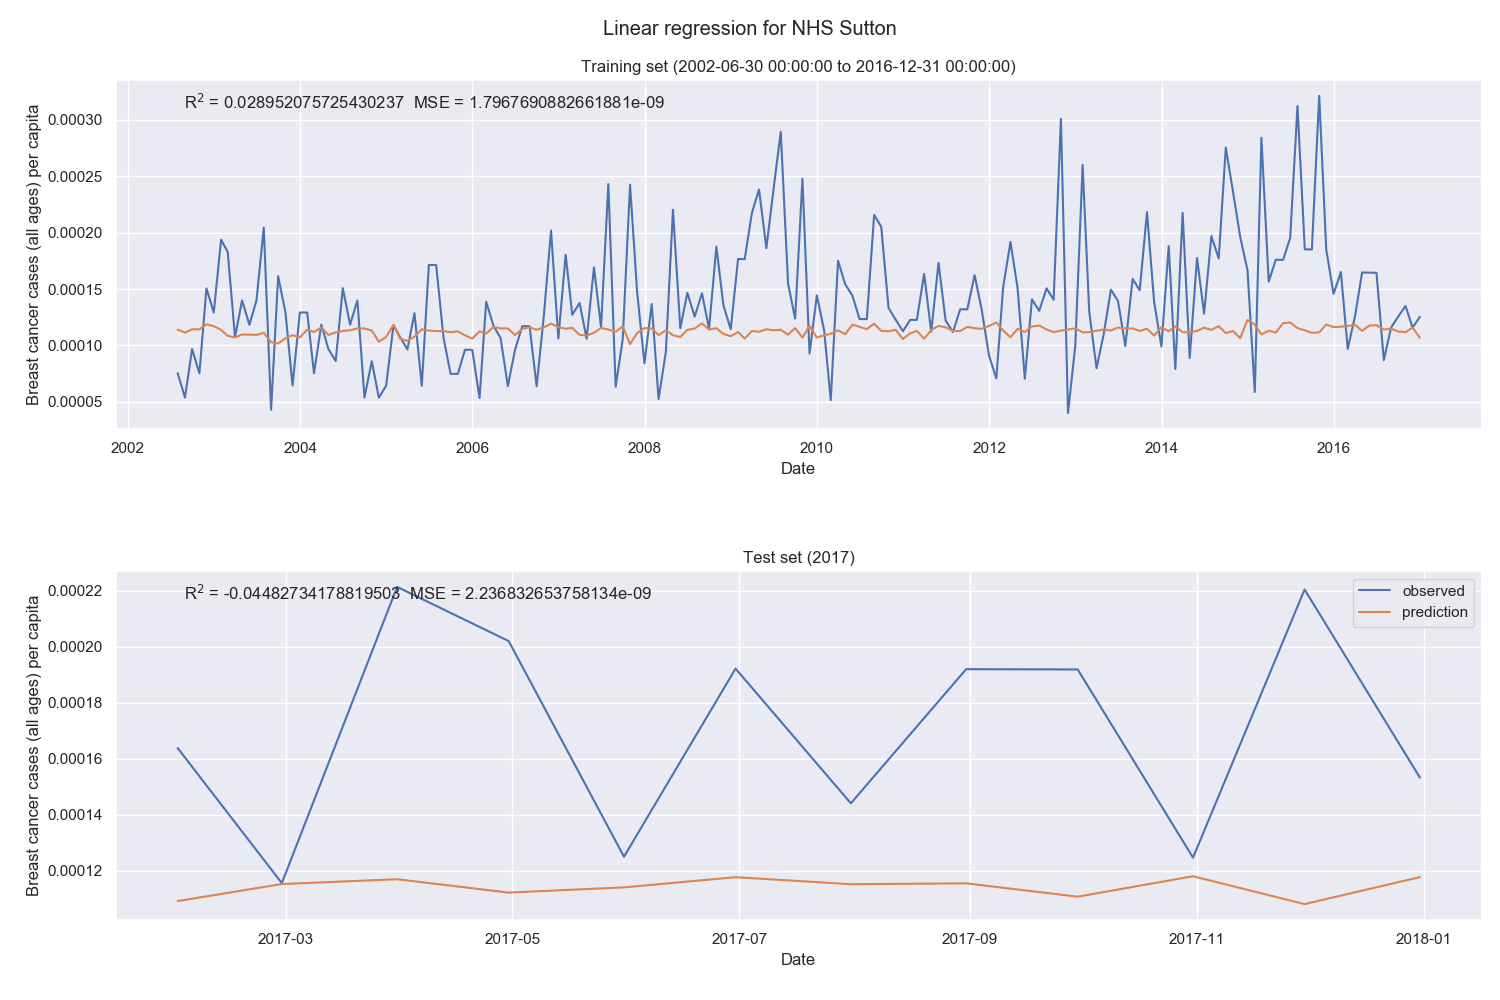 Linear regression for NHS Sutton
Training set (2002-06-30 00:00:00 to 2016-12-31 00:00:00)
R² = 0.028952075725430237 MSE = 1.7967690882661881e-09
Breast cancer cases (all ages) per capita
0.00030
0.00025
0.00020
0.00015
0.00010
0.00005
2002 2004 2006 2008 2010 2012 2014 2016
Date
Test set (2017)
R² = -0.04482734178819503 MSE = 2.236832653758134e-09
observed
prediction
Breast cancer cases (all ages) per capita
0.00022
0.00020
0.00018
0.00016
0.00014
0.00012
2017-03 2017-05 2017-07 2017-09 2017-11 2018-01
Date